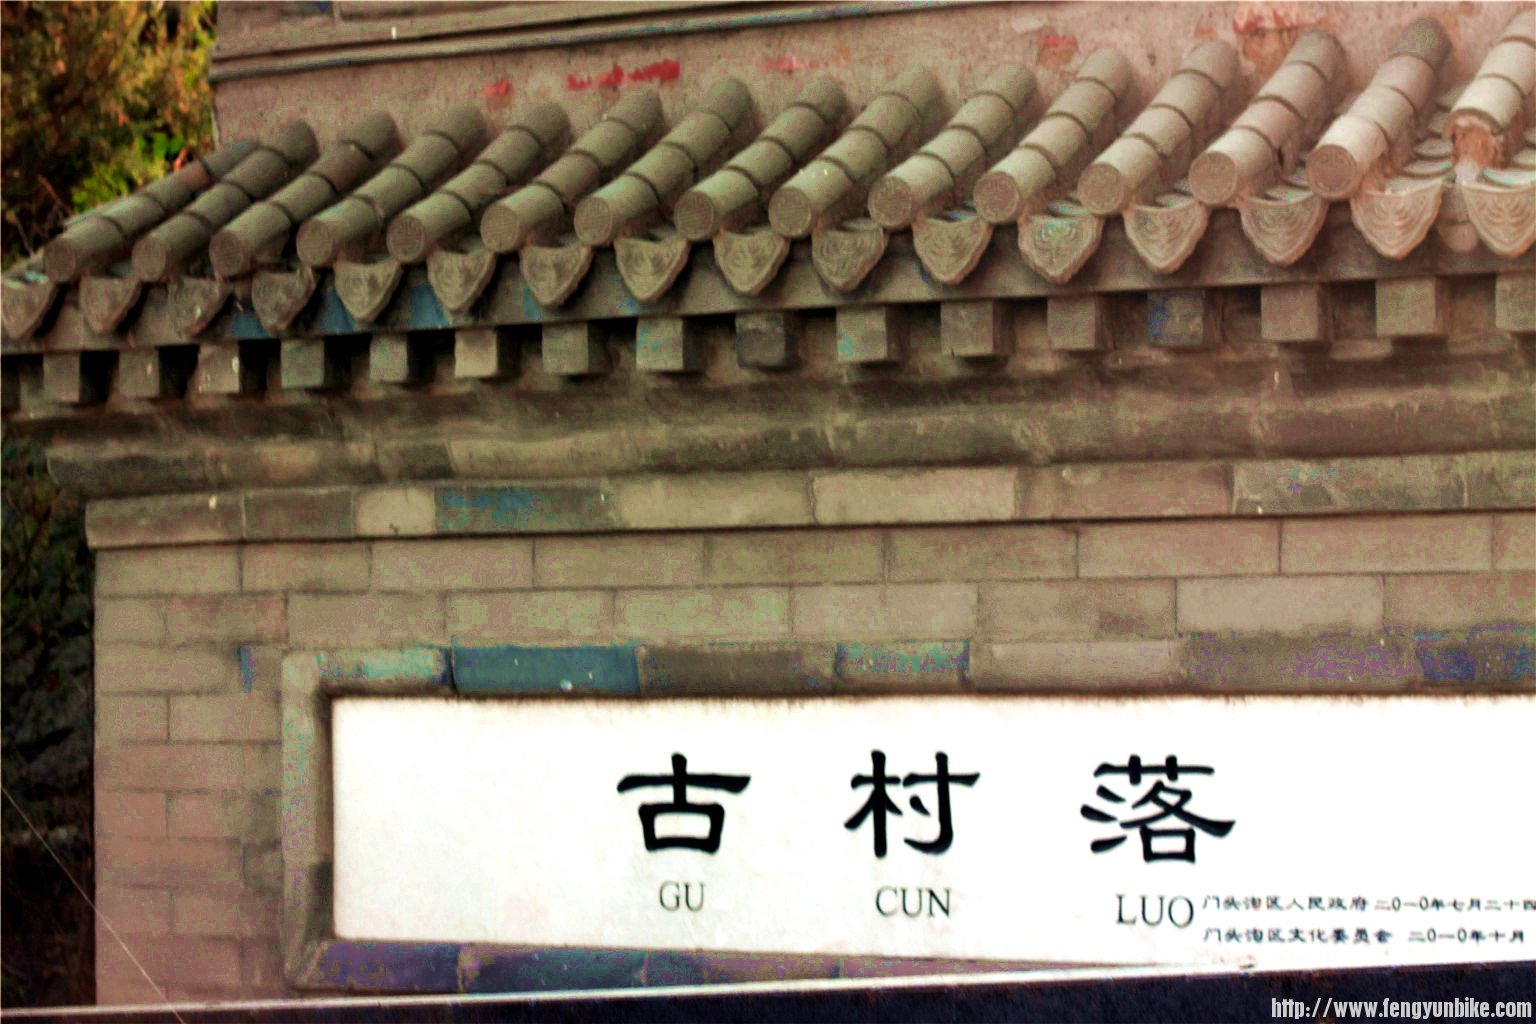 古村落
GU CUN LUO
门头沟区人民政府 二0一0年七月二十四
门头沟区文化委员会 二0一0年十月
http://www.fengyunbike.com